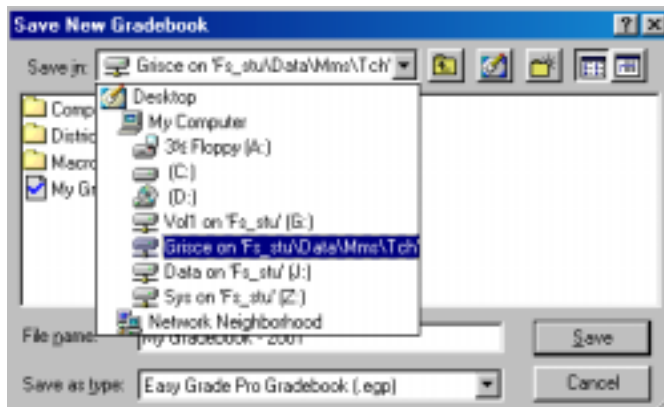 Save New Gradebook
Save in: Grisce on 'Fs_stu\Data\Mms\Tch'
Desktop
My Computer
3½ Floppy (A:)
(C:)
(D:)
Vol1 on 'Fs_stu' (G:)
Grisce on 'Fs_stu\Data\Mms\Tch'
Data on 'Fs_stu' (J:)
Sys on 'Fs_stu' (Z:)
Network Neighborhood
Comp
Distric
Macro
My Gr
File name: My Gradebook - 2001
Save
Save as type: Easy Grade Pro Gradebook (.egp)
Cancel